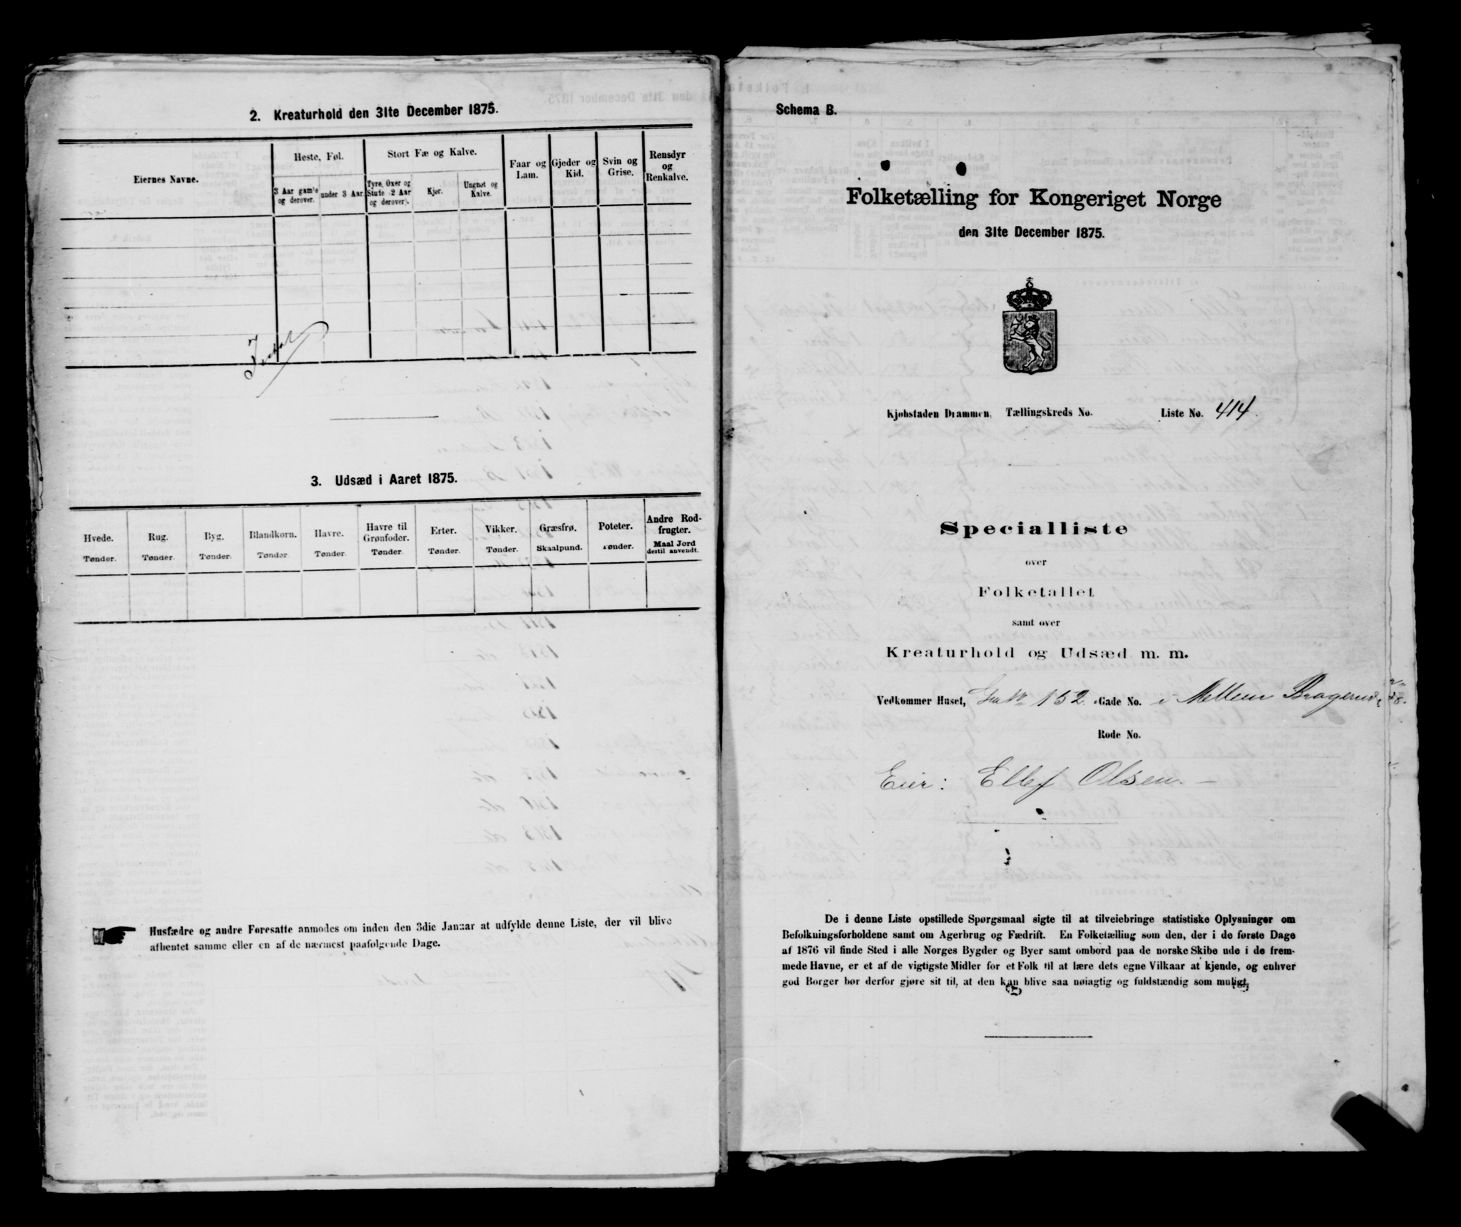 2. Kreaturhold den 31te December 1875.
Eiernes Navne.
Heste, Føl.
Stort Fæ og Kalve.
Faar og Lam.
Gjeder og Kid.
Svin og Grise.
Rensdyr og Renkalve.
3 Aar gamle og derover.
under 3 Aar.
Tyre, Oxer og Stute 2 Aar og derover.
Kjør.
Ungnøt og Kalve.
Intet
3. Udsæd i Aaret 1875.
Hvede. Tønder.
Rug. Tønder.
Byg. Tønder.
Blandkorn. Tønder
Havre. Tønder.
Havre til Grønfoder. Tønder.
Erter. Tønder.
Vikker. Tønder.
Græsfrø. Skaalpund.
Poteter. Tønder.
Andre Rodfrugter. Maal Jord dertil anvendt.
Husfædre og andre Foresatte anmodes om inden den 3die Januar at udfylde denne Liste, der vil blive
afhentet samme eller en af de nærmest paafølgende Dage.
Schema B.
Folketælling for Kongeriget Norge
den 31te December 1875.
Kjøbstaden Drammen. Tællingskreds No. Liste No. 414.
Specialliste
over
Folketallet
samt over
Kreaturhold og Udsæd m. m.
Vedkommer Huset, 152. Gade No. i Mellem Bragernæs
Rode No.
Eier: Ellef Olsen.
De i denne Liste opstillede Spørgsmaal sigte til at tilveiebringe statistiske Oplysninger om
Befolkningsforholdene samt om Agerbrug og Fædrift. En Folketælling som den, der i de første Dage
af 1876 vil finde Sted i alle Norges Bygder og Byer samt ombord paa de norske Skibe ude i de frem-
mede Havne, er et af de vigtigste Midler for et Folk til at lære dets egne Vilkaar at kjende, og enhver
god Borger bør derfor gjøre sit til, at den kan blive saa nøiagtig og fuldstændig som muligt.